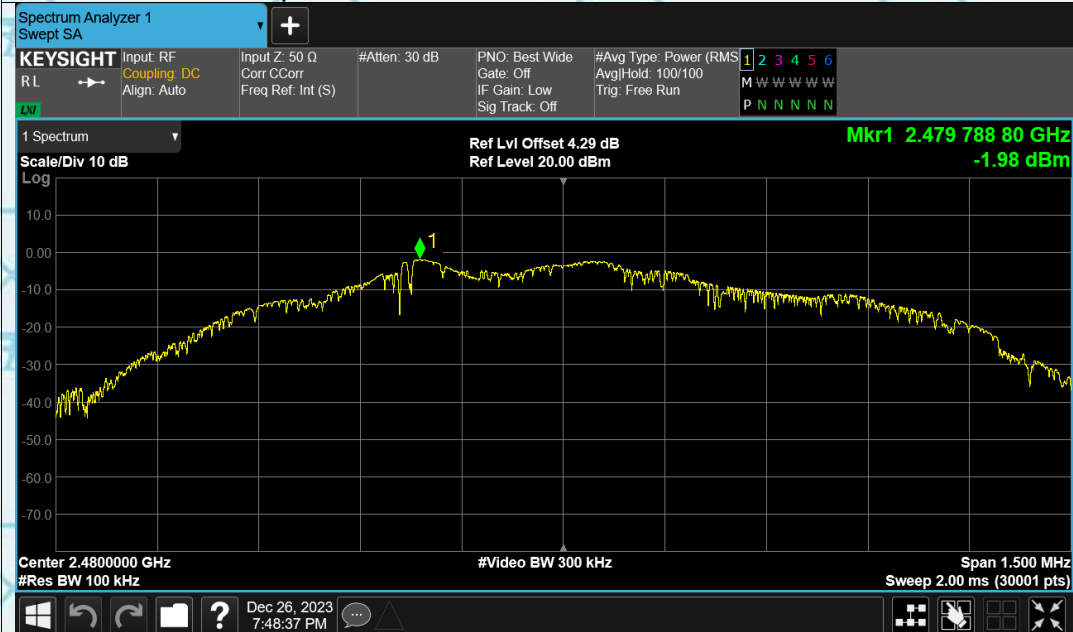 Spectrum Analyzer 1
Swept SA
KEYSIGHT
RL
LXI
Input: RF
Coupling: DC
Align: Auto
Input Z: 50 Ω
Corr CCorr
Freq Ref: Int (S)
#Atten: 30 dB
PNO: Best Wide
Gate: Off
IF Gain: Low
Sig Track: Off
#Avg Type: Power (RMS
Avg|Hold: 100/100
Trig: Free Run
1 2 3 4 5 6
M W W W W W
P N N N N N
1 Spectrum
Scale/Div 10 dB
Log
Ref Lvl Offset 4.29 dB
Ref Level 20.00 dBm
Mkr1 2.479 788 80 GHz
-1.98 dBm
1
10.0
0.00
-10.0
-20.0
-30.0
-40.0
-50.0
-60.0
-70.0
Center 2.4800000 GHz
#Res BW 100 kHz
#Video BW 300 kHz
Span 1.500 MHz
Sweep 2.00 ms (30001 pts)
?
Dec 26, 2023
7:48:37 PM